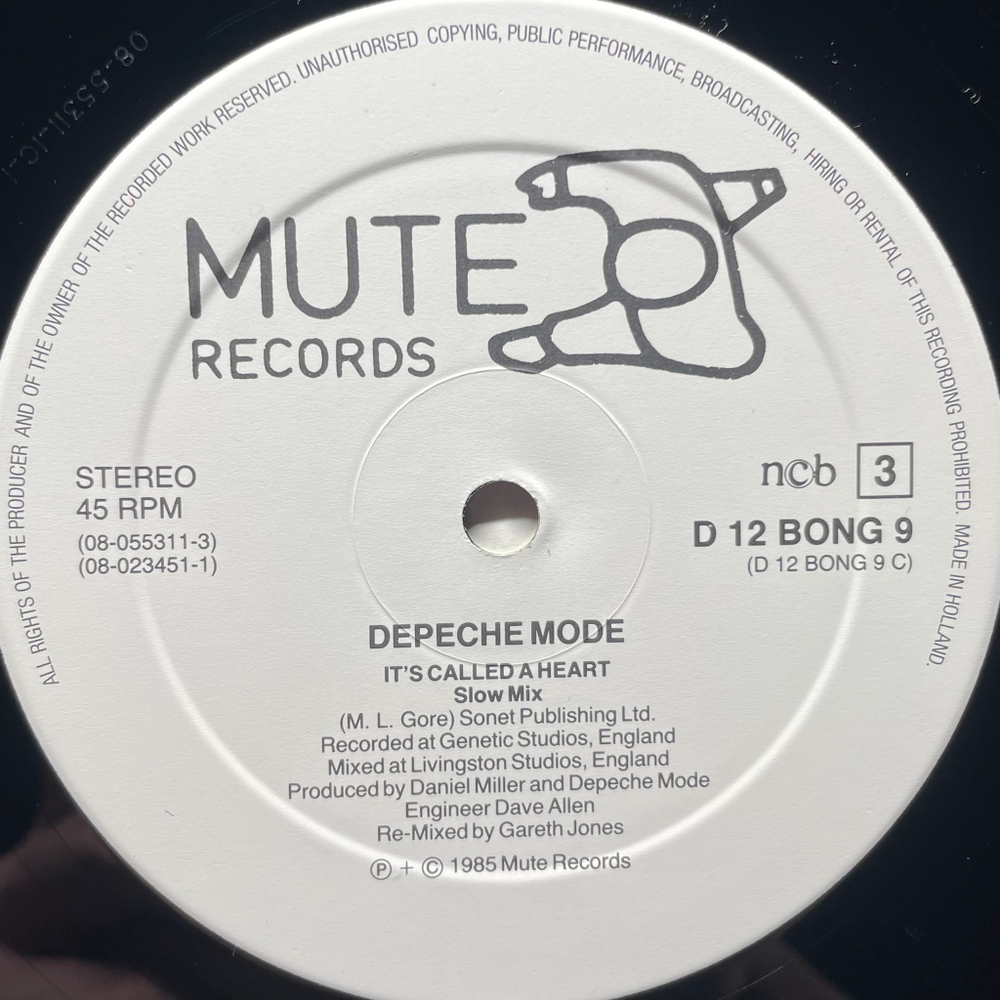 ALL RIGHTS OF THE PRODUCER AND OF THE OWNER OF THE RECORDED WORK RESERVED. UNAUTHORISED COPYING, PUBLIC PERFORMANCE, BROADCASTING, HIRING OR RENTAL OF THIS RECORDING PROHIBITED. MADE IN HOLLAND.
MUTE
RECORDS
STEREO
45 RPM
(08-055311-3)
(08-023451-1)
ncb 3
D 12 BONG 9
(D 12 BONG 9 C)
DEPECHE MODE
IT'S CALLED A HEART
Slow Mix
(M. L. Gore) Sonet Publishing Ltd.
Recorded at Genetic Studios, England
Mixed at Livingston Studios, England
Produced by Daniel Miller and Depeche Mode
Engineer Dave Allen
Re-Mixed by Gareth Jones
Ⓟ + © 1985 Mute Records